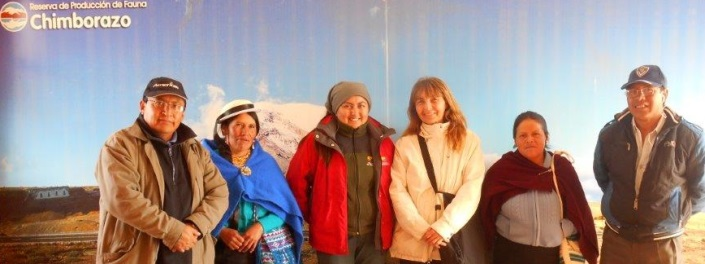 Reserva de Producción de Fauna
Chimborazo